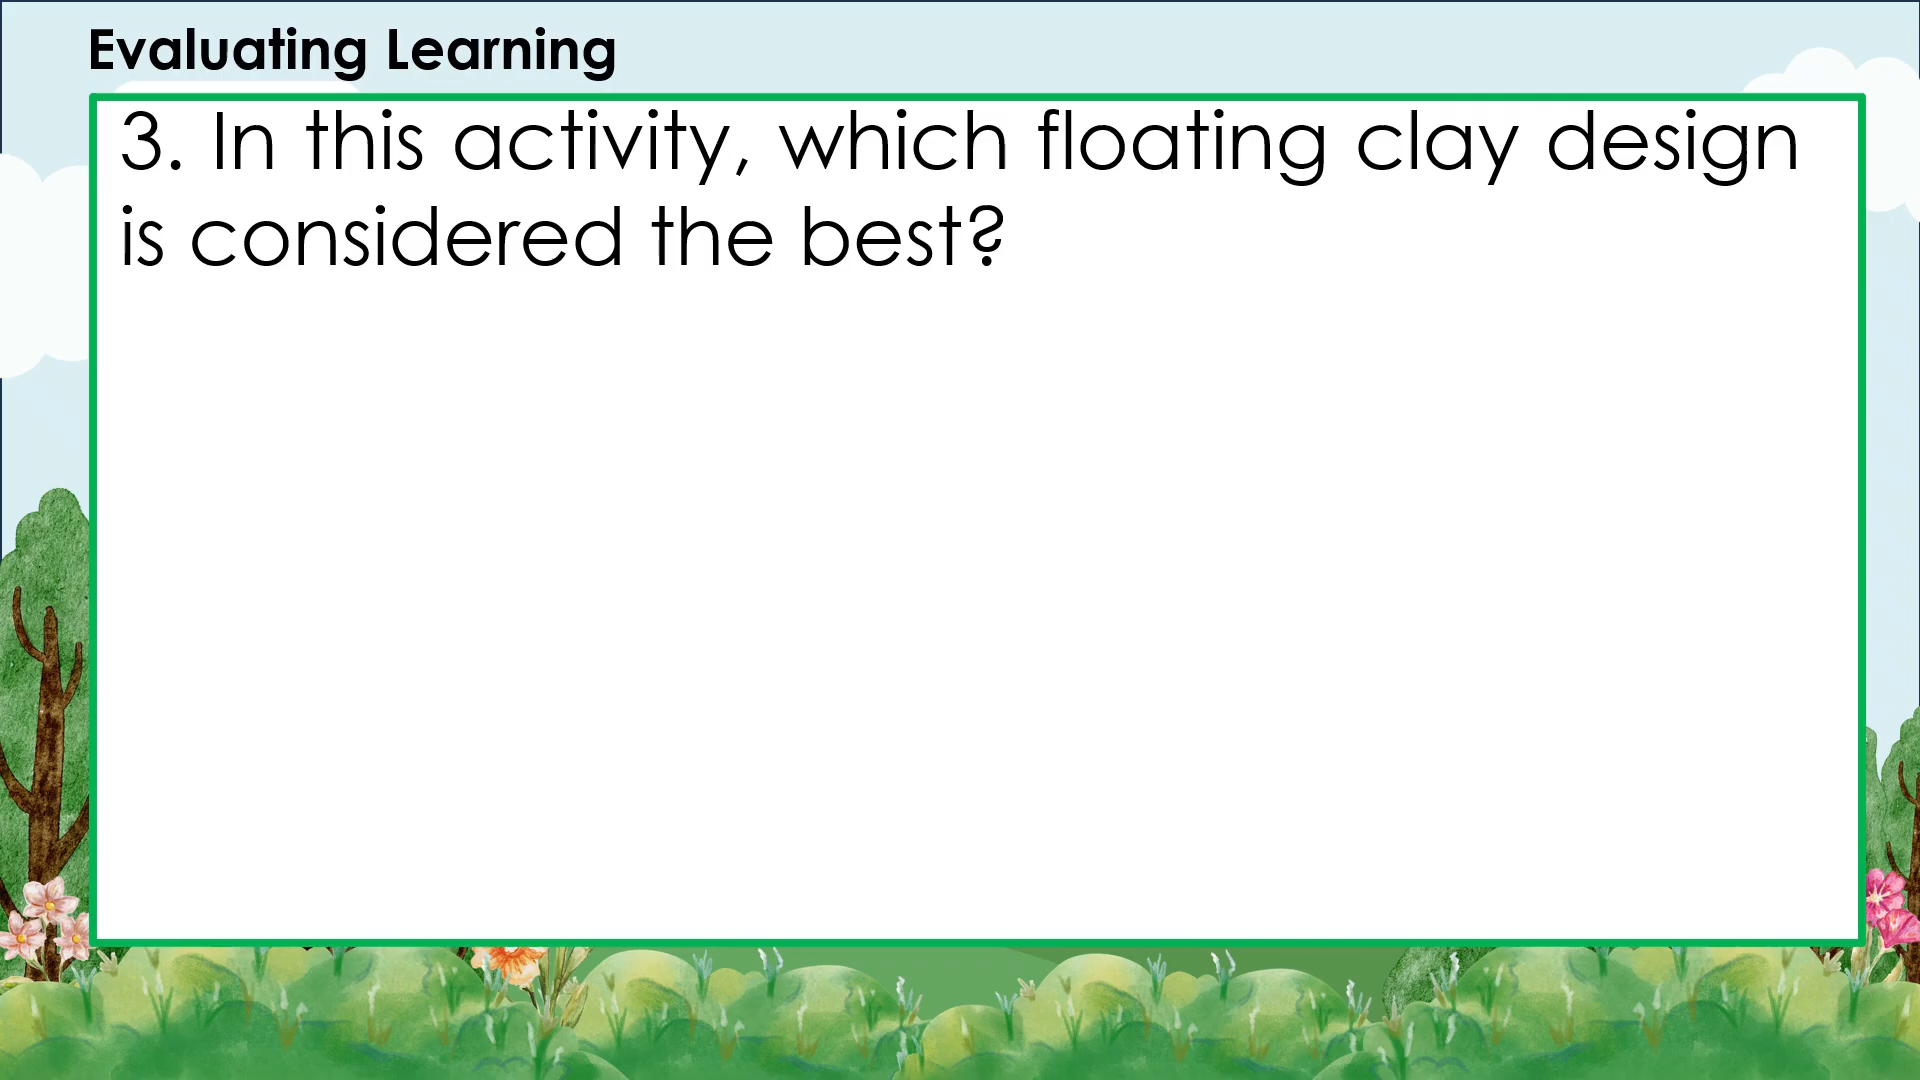 Evaluating Learning
3. In this activity, which floating clay design
is considered the best?